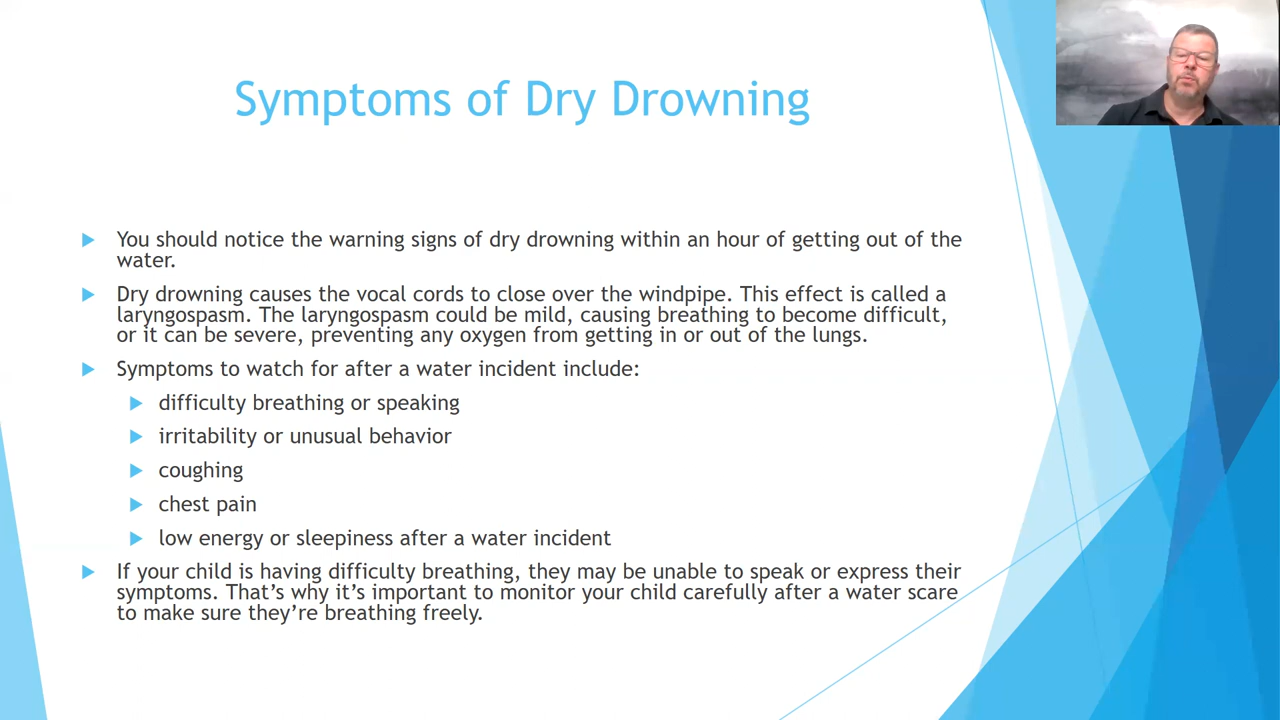 Symptoms of Dry Drowning
You should notice the warning signs of dry drowning within an hour of getting out of the
water.
Dry drowning causes the vocal cords to close over the windpipe. This effect is called a
laryngospasm. The laryngospasm could be mild, causing breathing to become difficult,
or it can be severe, preventing any oxygen from getting in or out of the lungs.
Symptoms to watch for after a water incident include:
difficulty breathing or speaking
irritability or unusual behavior
coughing
chest pain
low energy or sleepiness after a water incident
If your child is having difficulty breathing, they may be unable to speak or express their
symptoms. That’s why it’s important to monitor your child carefully after a water scare
to make sure they’re breathing freely.